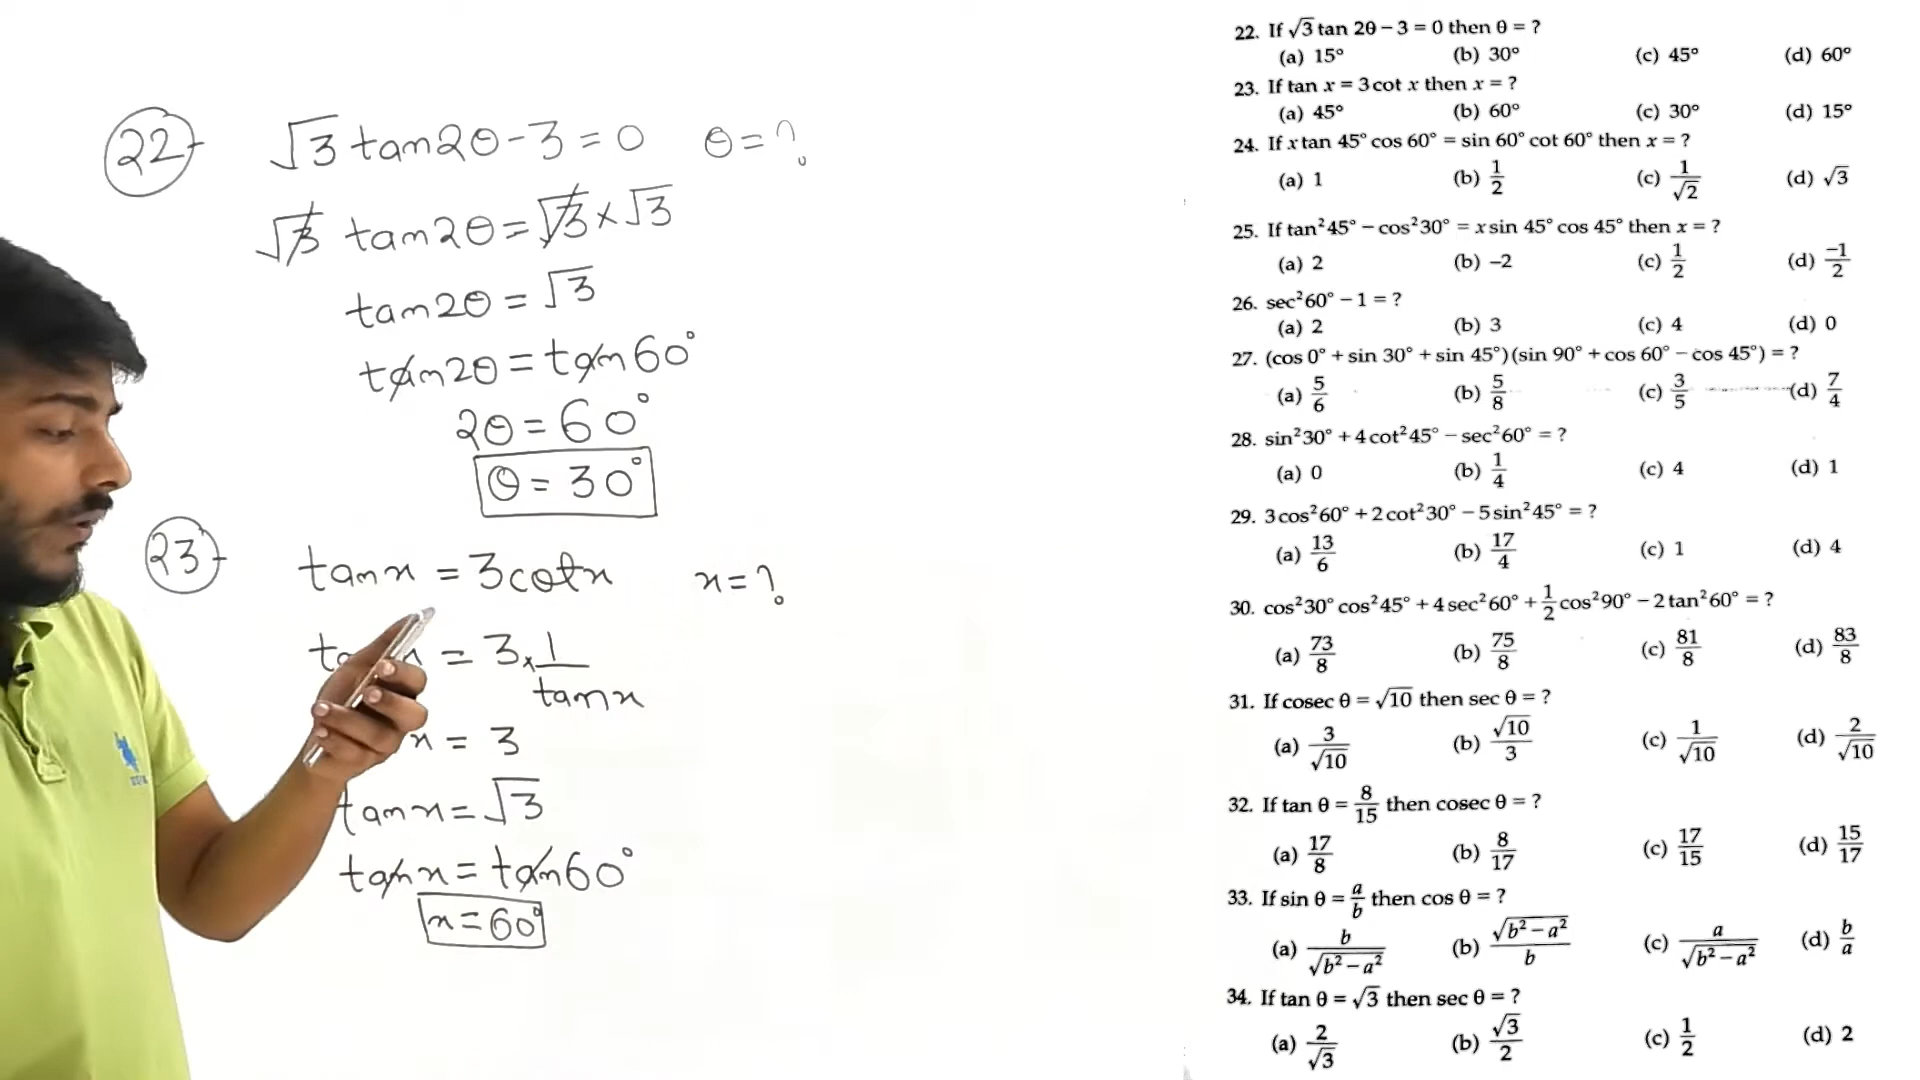 22 √3 tan2θ-3=0 θ=?
√3 tan2θ=√3×√3
tan2θ=√3
tan2θ=tan60°
2θ=60°
θ=30°
23 tanx=3cotx x=?
= 3×1/tanx
x = 3
tanx=√3
tanx=tan60°
x=60°
22. If √3 tan 2θ − 3 = 0 then θ = ?
(a) 15° (b) 30° (c) 45° (d) 60°
23. If tan x = 3 cot x then x = ?
(a) 45° (b) 60° (c) 30° (d) 15°
24. If x tan 45° cos 60° = sin 60° cot 60° then x = ?
(a) 1 (b) 1/2 (c) 1/√2 (d) √3
25. If tan²45° − cos²30° = x sin 45° cos 45° then x = ?
(a) 2 (b) –2 (c) 1/2 (d) −1/2
26. sec²60° − 1 = ?
(a) 2 (b) 3 (c) 4 (d) 0
27. (cos 0° + sin 30° + sin 45°)(sin 90° + cos 60° − cos 45°) = ?
(a) 5/6 (b) 5/8 (c) 3/5 (d) 7/4
28. sin²30° + 4 cot²45° − sec²60° = ?
(a) 0 (b) 1/4 (c) 4 (d) 1
29. 3 cos²60° + 2 cot²30° − 5 sin²45° = ?
(a) 13/6 (b) 17/4 (c) 1 (d) 4
30. cos²30° cos²45° + 4 sec²60° + 1/2 cos²90° − 2 tan²60° = ?
(a) 73/8 (b) 75/8 (c) 81/8 (d) 83/8
31. If cosec θ = √10 then sec θ = ?
(a) 3/√10 (b) √10/3 (c) 1/√10 (d) 2/√10
32. If tan θ = 8/15 then cosec θ = ?
(a) 17/8 (b) 8/17 (c) 17/15 (d) 15/17
33. If sin θ = a/b then cos θ = ?
(a) b/√(b² − a²) (b) √(b² − a²)/b (c) a/√(b² − a²) (d) b/a
34. If tan θ = √3 then sec θ = ?
(a) 2/√3 (b) √3/2 (c) 1/2 (d) 2